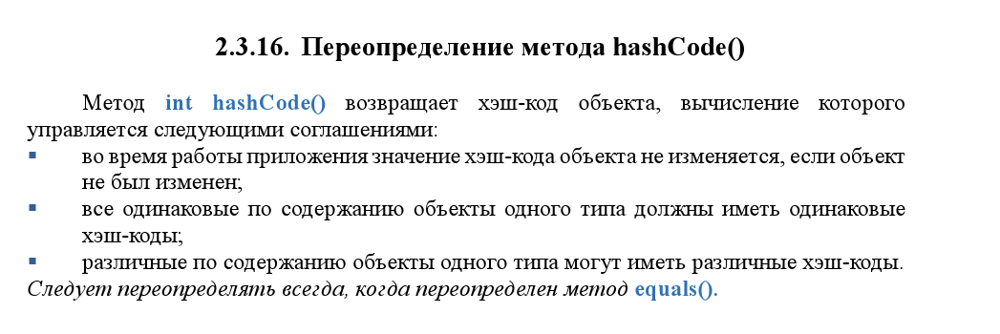 2.3.16. Переопределение метода hashCode()
Метод int hashCode() возвращает хэш-код объекта, вычисление которого
управляется следующими соглашениями:
▪ во время работы приложения значение хэш-кода объекта не изменяется, если объект
не был изменен;
▪ все одинаковые по содержанию объекты одного типа должны иметь одинаковые
хэш-коды;
▪ различные по содержанию объекты одного типа могут иметь различные хэш-коды.
Следует переопределять всегда, когда переопределен метод equals().